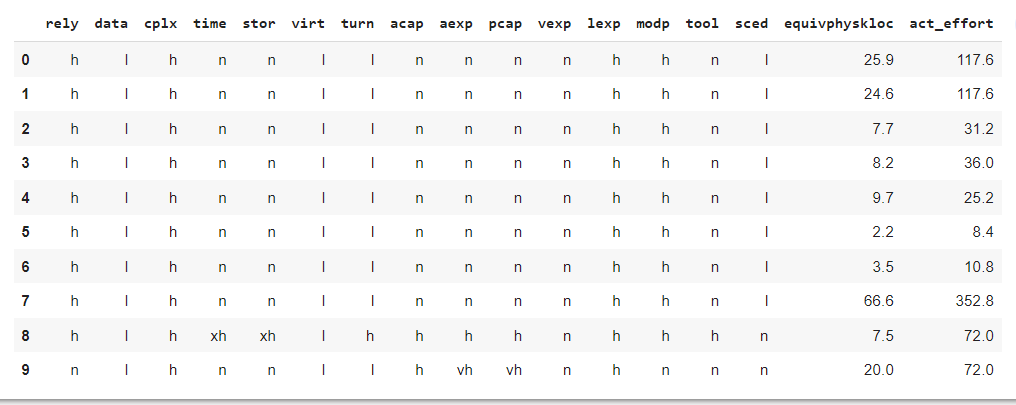 rely data cplx time stor virt turn acap aexp pcap vexp lexp modp tool sced equivphyskloc act_effort
0 h l h n n l l n n n n h h n l 25.9 117.6
1 h l h n n l l n n n n h h n l 24.6 117.6
2 h l h n n l l n n n n h h n l 7.7 31.2
3 h l h n n l l n n n n h h n l 8.2 36.0
4 h l h n n l l n n n n h h n l 9.7 25.2
5 h l h n n l l n n n n h h n l 2.2 8.4
6 h l h n n l l n n n n h h n l 3.5 10.8
7 h l h n n l l n n n n h h n l 66.6 352.8
8 h l h xh xh l h h h h n h h h n 7.5 72.0
9 n l h n n l l h vh vh n h n n n 20.0 72.0